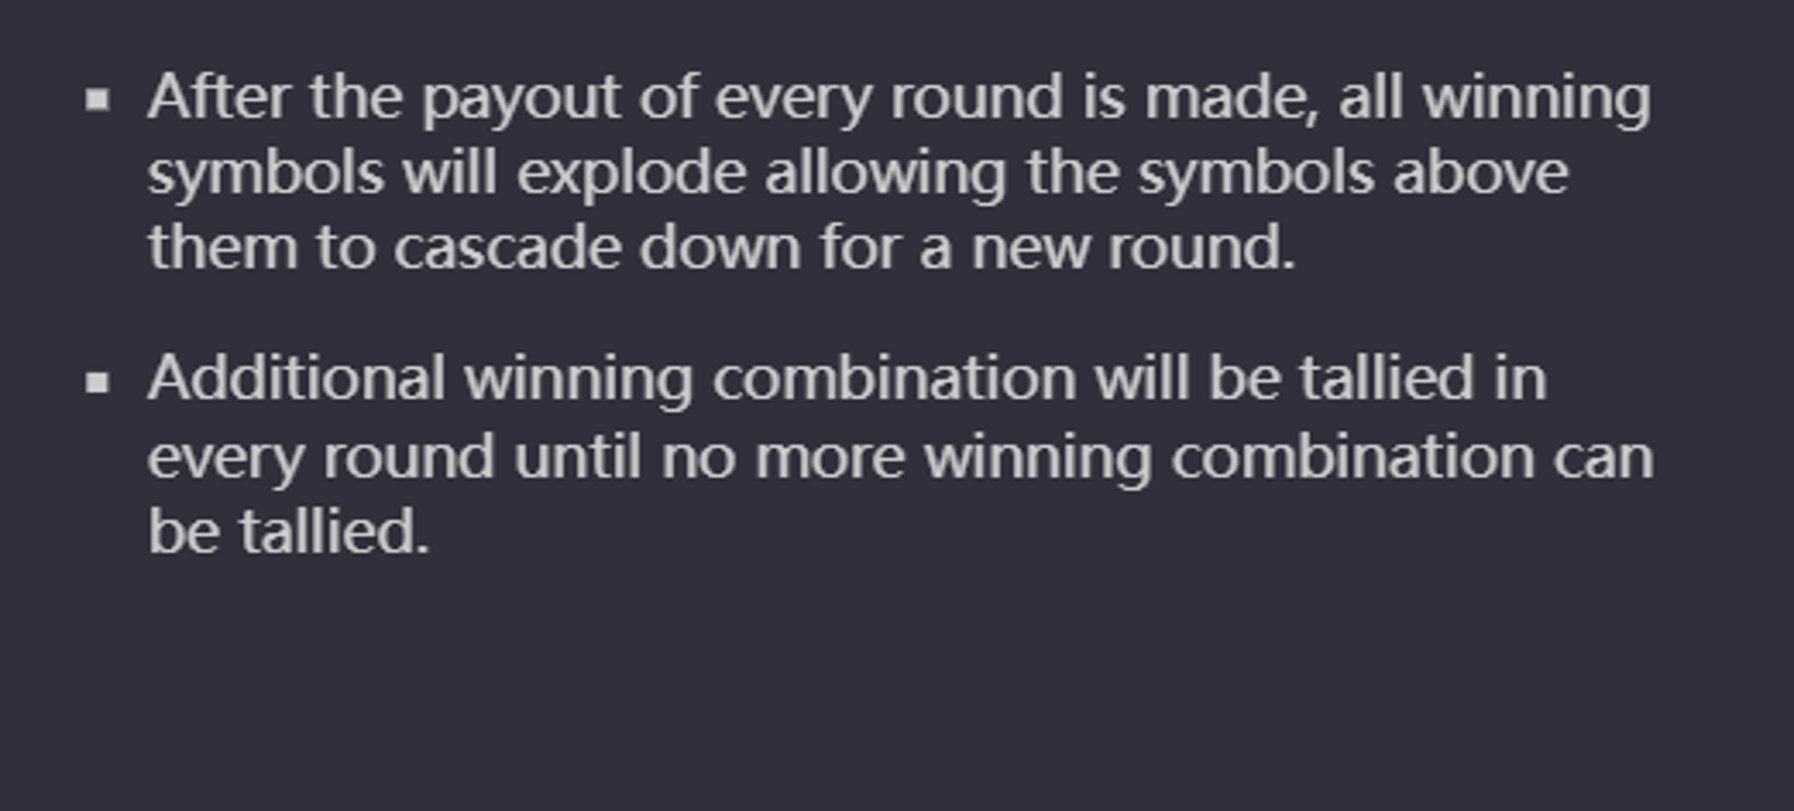 ▪ After the payout of every round is made, all winning
symbols will explode allowing the symbols above
them to cascade down for a new round.
▪ Additional winning combination will be tallied in
every round until no more winning combination can
be tallied.